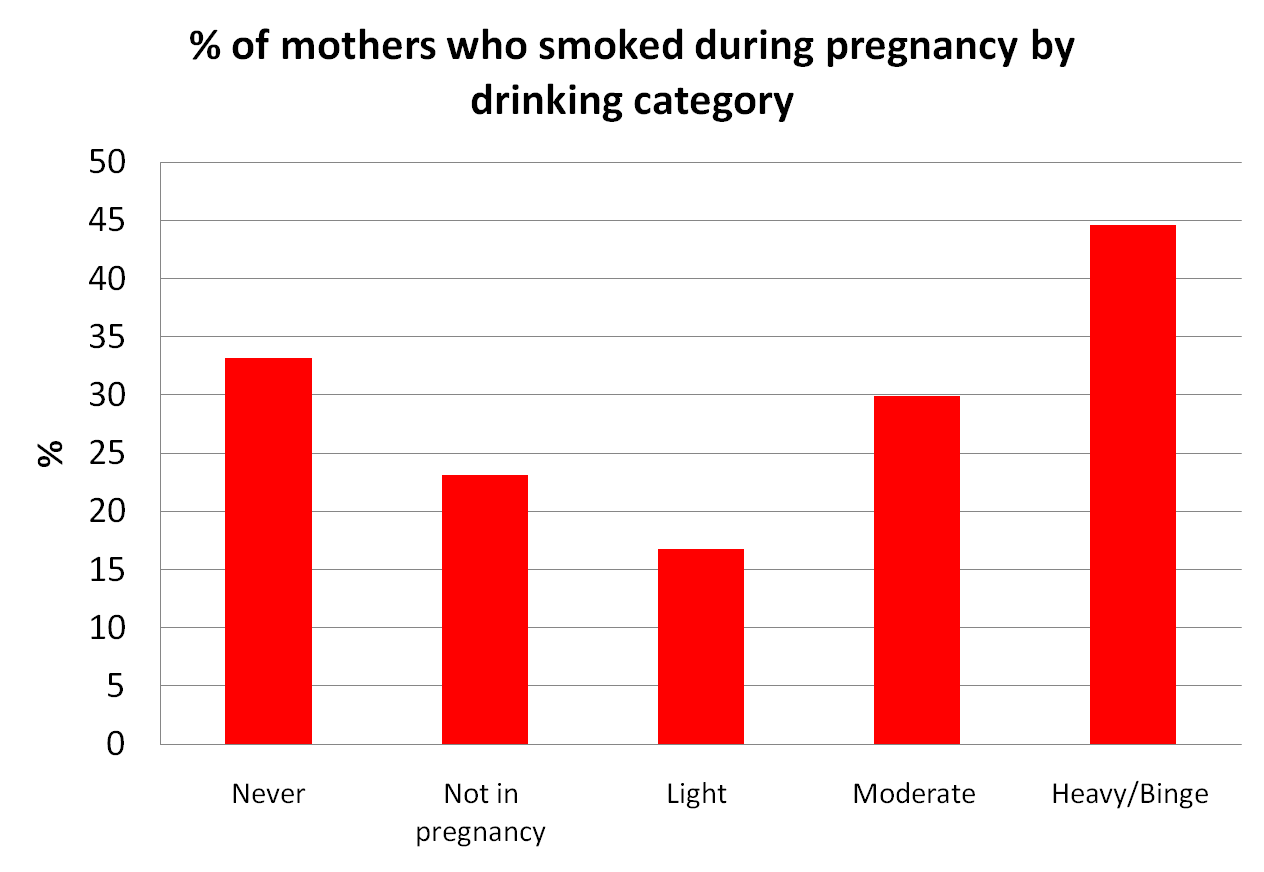 % of mothers who smoked during pregnancy by
drinking category
50
45
40
35
30
25
20
15
10
5
0
%
Never
Not in
pregnancy
Light
Moderate
Heavy/Binge